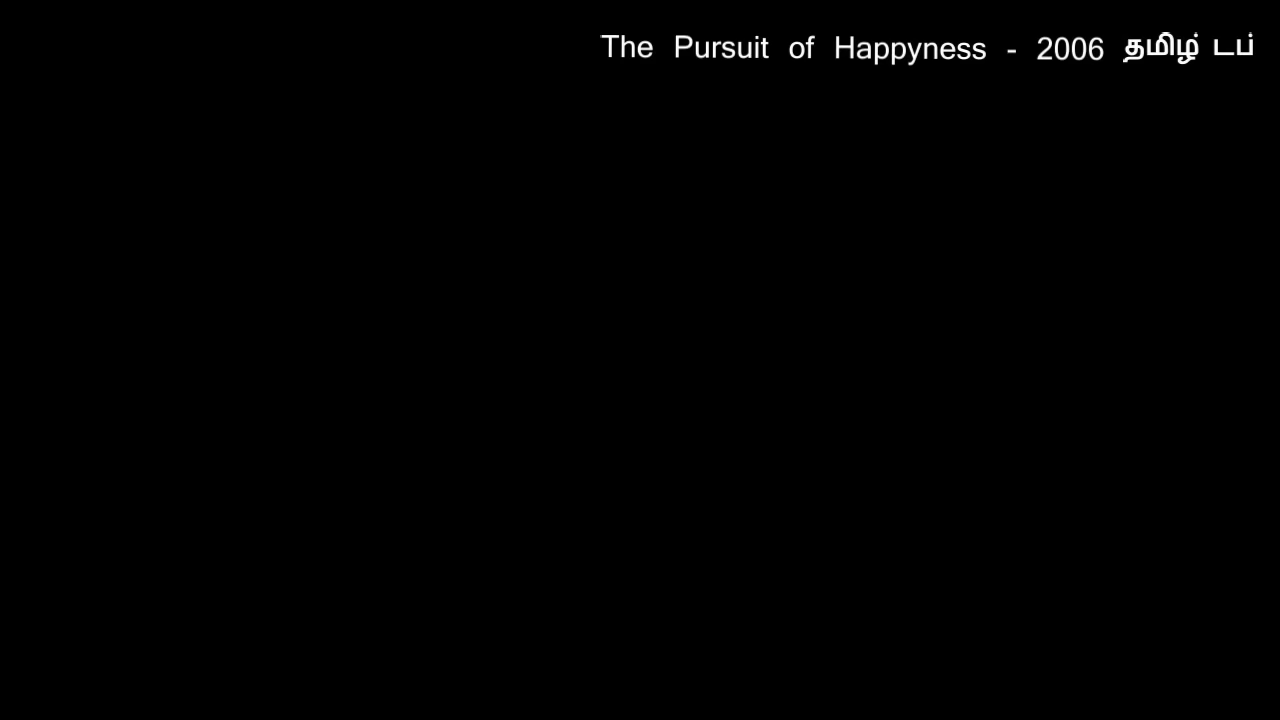 The Pursuit of Happyness - 2006 தமிழ் டப்